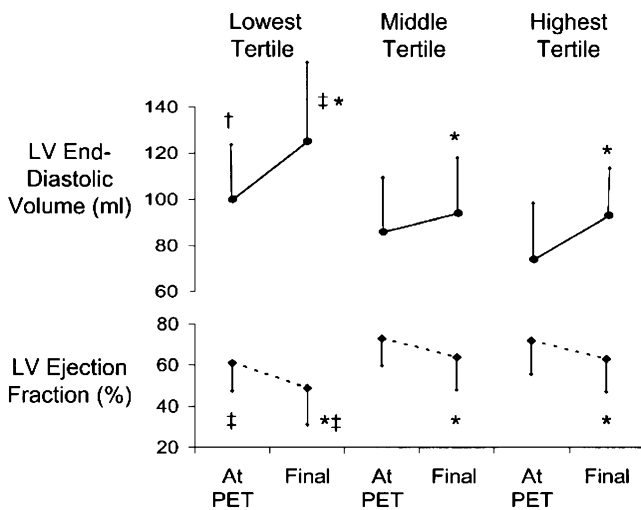 Lowest Tertile
Middle Tertile
Highest Tertile
LV End-
Diastolic
Volume (ml)
140
120
100
80
60
†
‡ *
*
*
LV Ejection
Fraction (%)
80
60
40
20
‡
*‡
*
*
At PET
Final
At PET
Final
At PET
Final